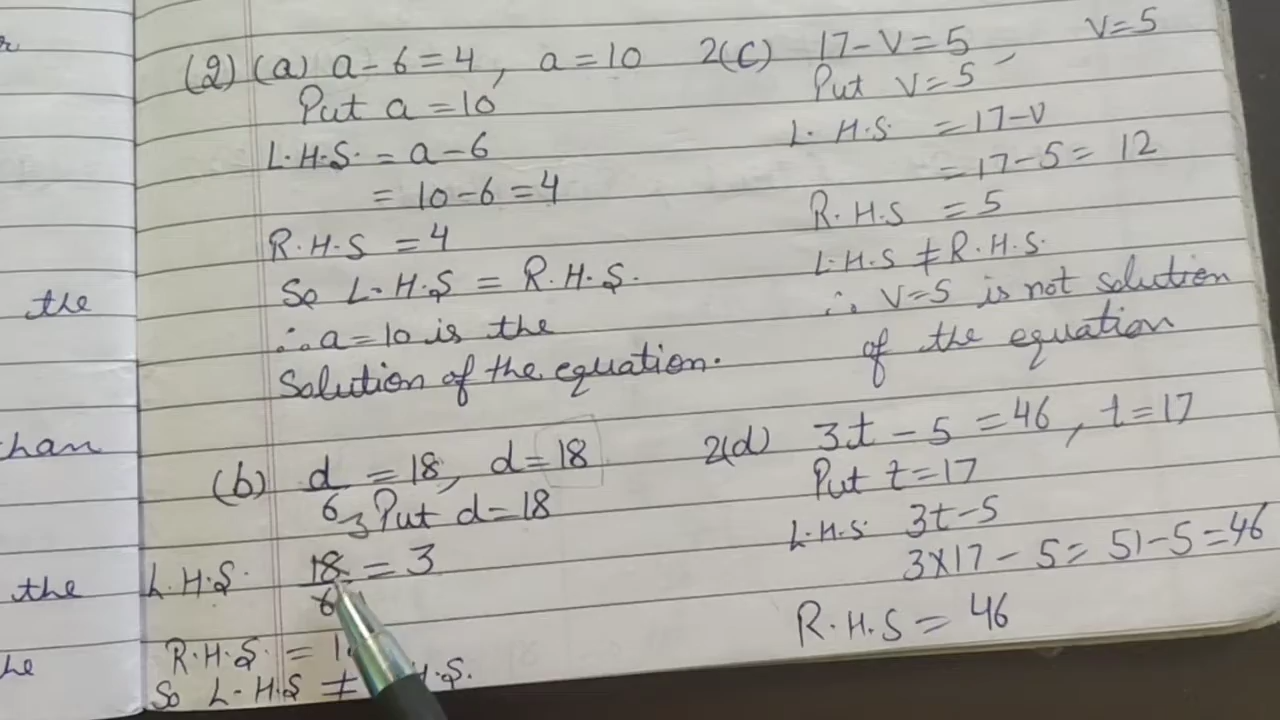 (2) (a) a - 6 = 4, a = 10
Put a = 10
L.H.S. = a - 6
= 10 - 6 = 4
R.H.S = 4
So L.H.S = R.H.S.
∴ a = 10 is the
Solution of the equation.
(b) d/6 = 18, d = 18
Put d = 18
3
L.H.S. 18/6 = 3
R.H.S. =
So L.H.S ≠ .H.S.
2(C) 17 - V = 5, V = 5
Put V = 5
L.H.S. = 17 - V
= 17 - 5 = 12
R.H.S = 5
L.H.S ≠ R.H.S.
∴ V = 5 is not solution
of the equation
2(d) 3t - 5 = 46, t = 17
Put t = 17
L.H.S. 3t - 5
3 × 17 - 5 = 51 - 5 = 46
R.H.S = 46
the
the